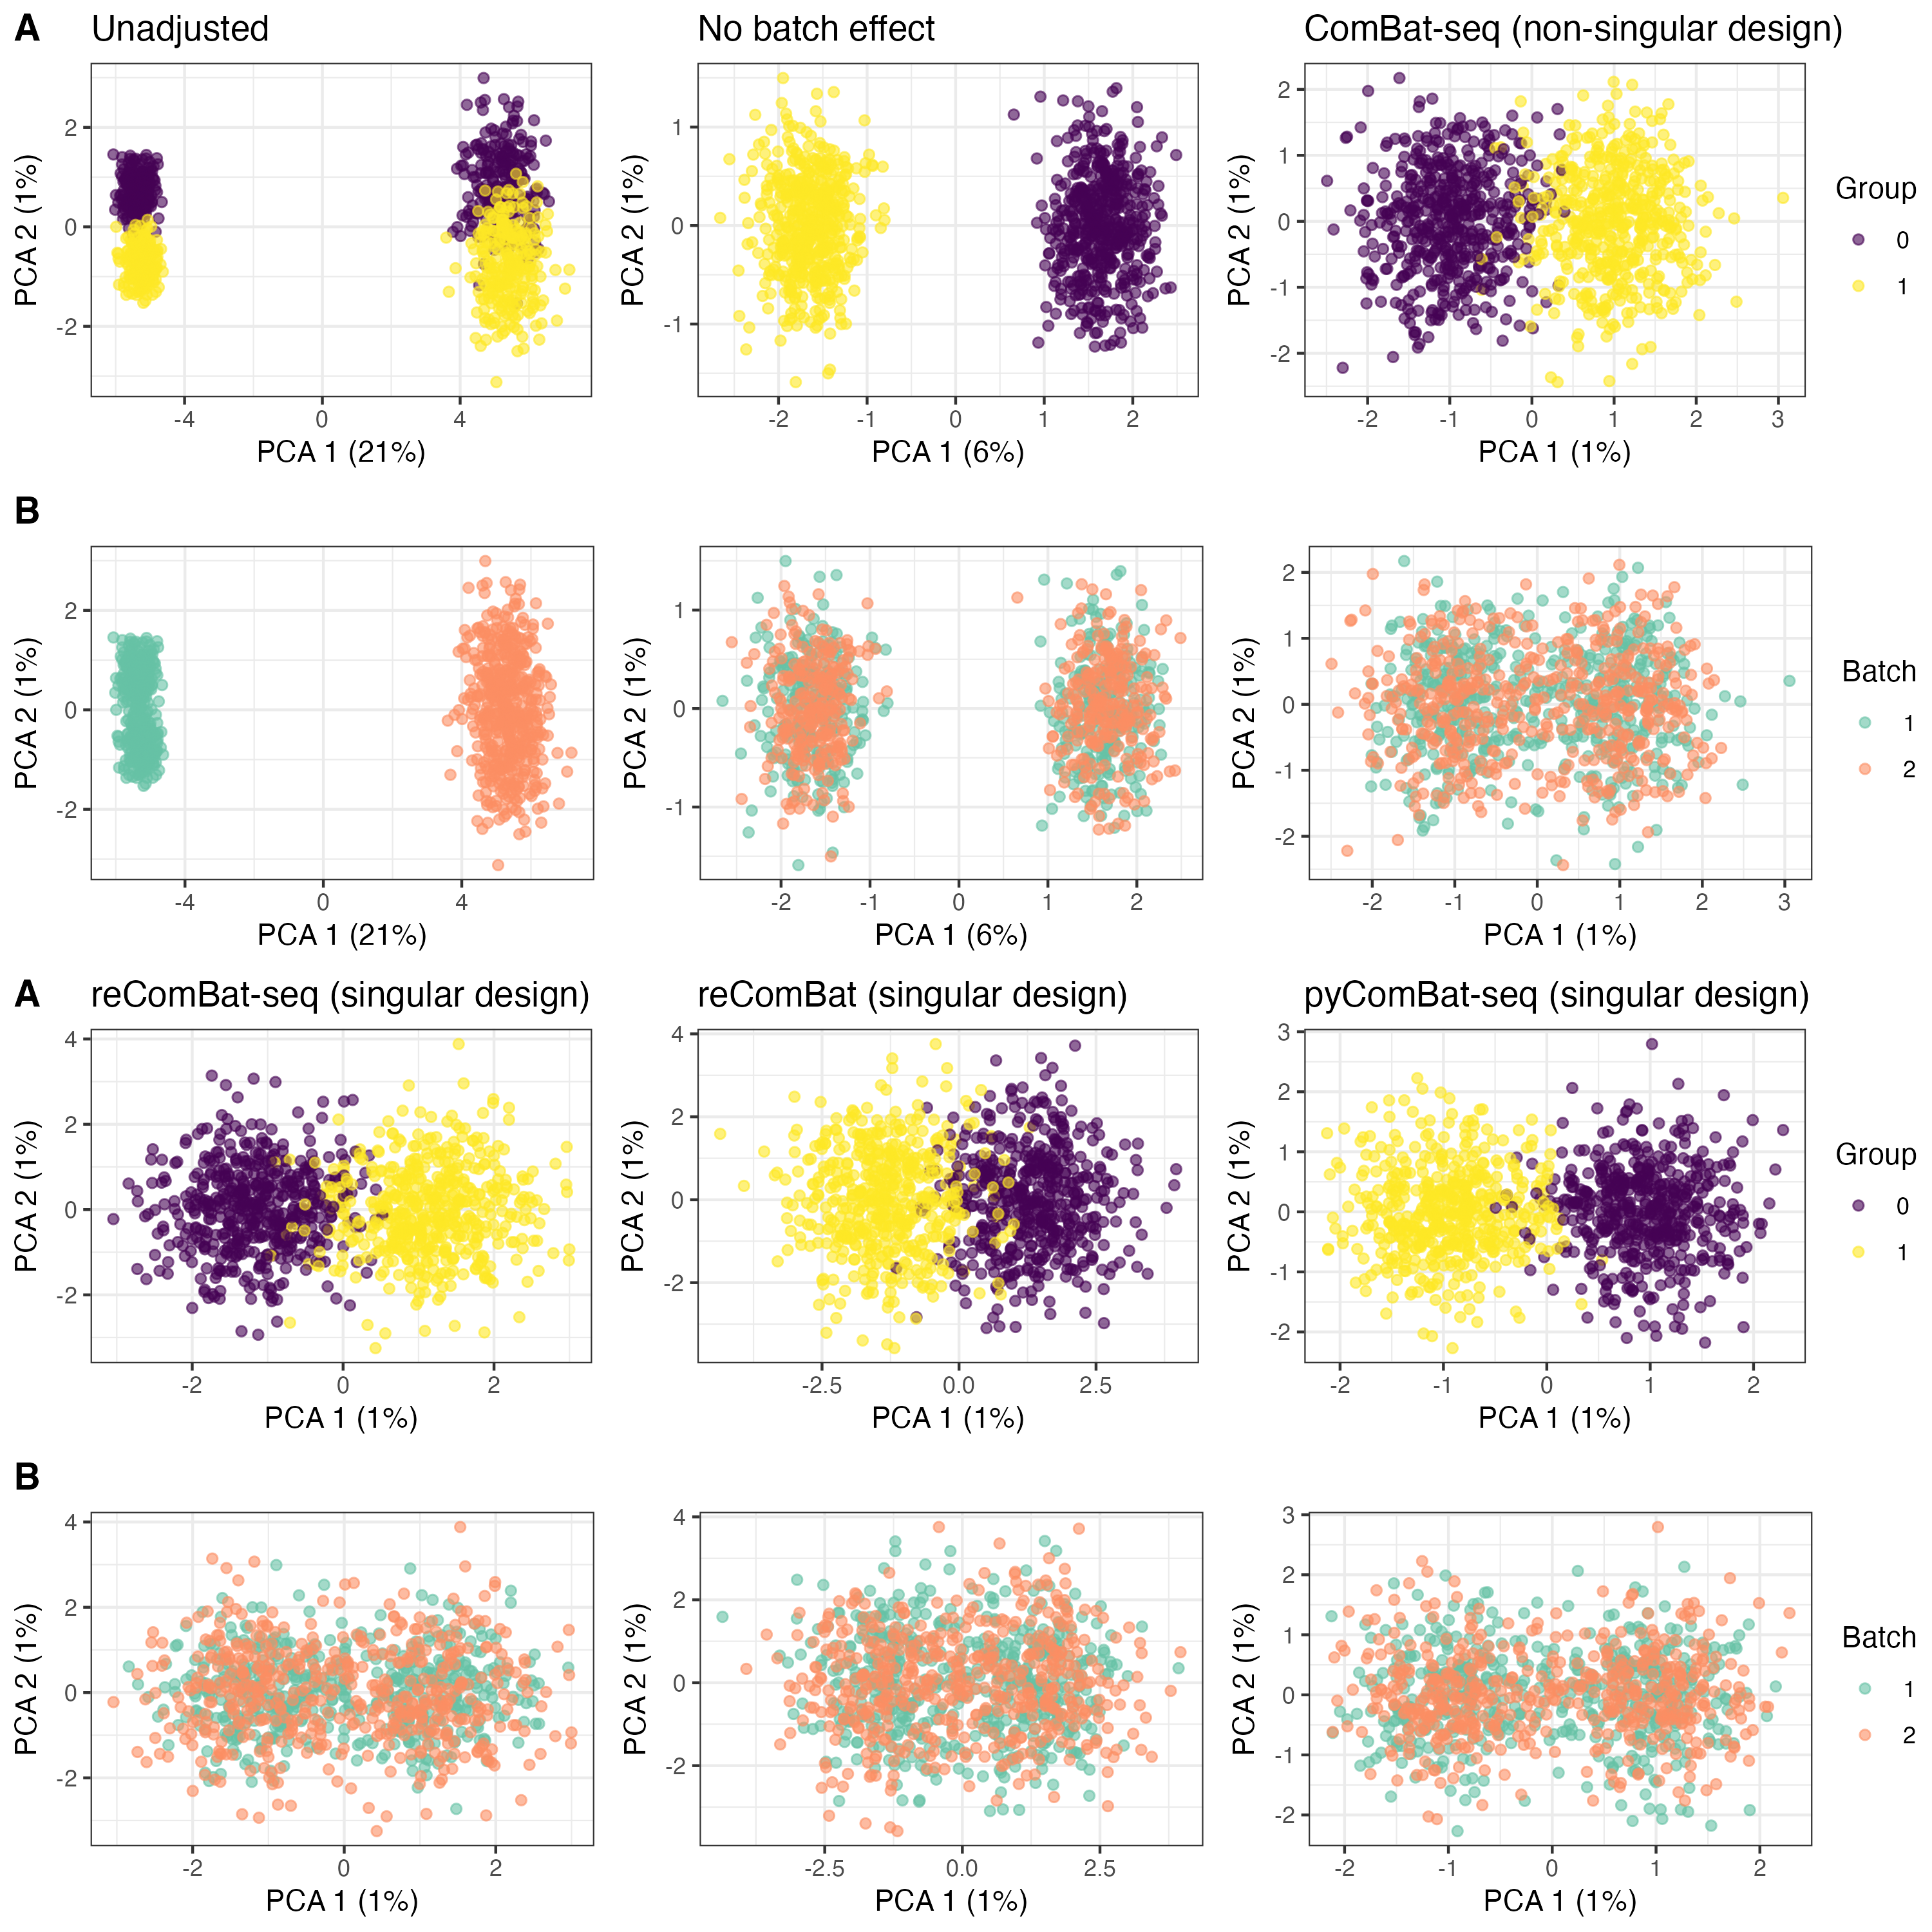 A Unadjusted No batch effect ComBat-seq (non-singular design)
2
0
-2
PCA 2 (1%)
-4 0 4
PCA 1 (21%)
1
0
-1
PCA 2 (1%)
-2 -1 0 1 2
PCA 1 (6%)
2
1
0
-1
-2
PCA 2 (1%)
-2 -1 0 1 2 3
PCA 1 (1%)
Group
0
1
B
2
0
-2
PCA 2 (1%)
-4 0 4
PCA 1 (21%)
1
0
-1
PCA 2 (1%)
-2 -1 0 1 2
PCA 1 (6%)
2
1
0
-1
-2
PCA 2 (1%)
-2 -1 0 1 2 3
PCA 1 (1%)
Batch
1
2
A reComBat-seq (singular design) reComBat (singular design) pyComBat-seq (singular design)
4
2
0
-2
PCA 2 (1%)
-2 0 2
PCA 1 (1%)
4
2
0
-2
PCA 2 (1%)
-2.5 0.0 2.5
PCA 1 (1%)
3
2
1
0
-1
-2
PCA 2 (1%)
-2 -1 0 1 2
PCA 1 (1%)
Group
0
1
B
4
2
0
-2
PCA 2 (1%)
-2 0 2
PCA 1 (1%)
4
2
0
-2
PCA 2 (1%)
-2.5 0.0 2.5
PCA 1 (1%)
3
2
1
0
-1
-2
PCA 2 (1%)
-2 -1 0 1 2
PCA 1 (1%)
Batch
1
2